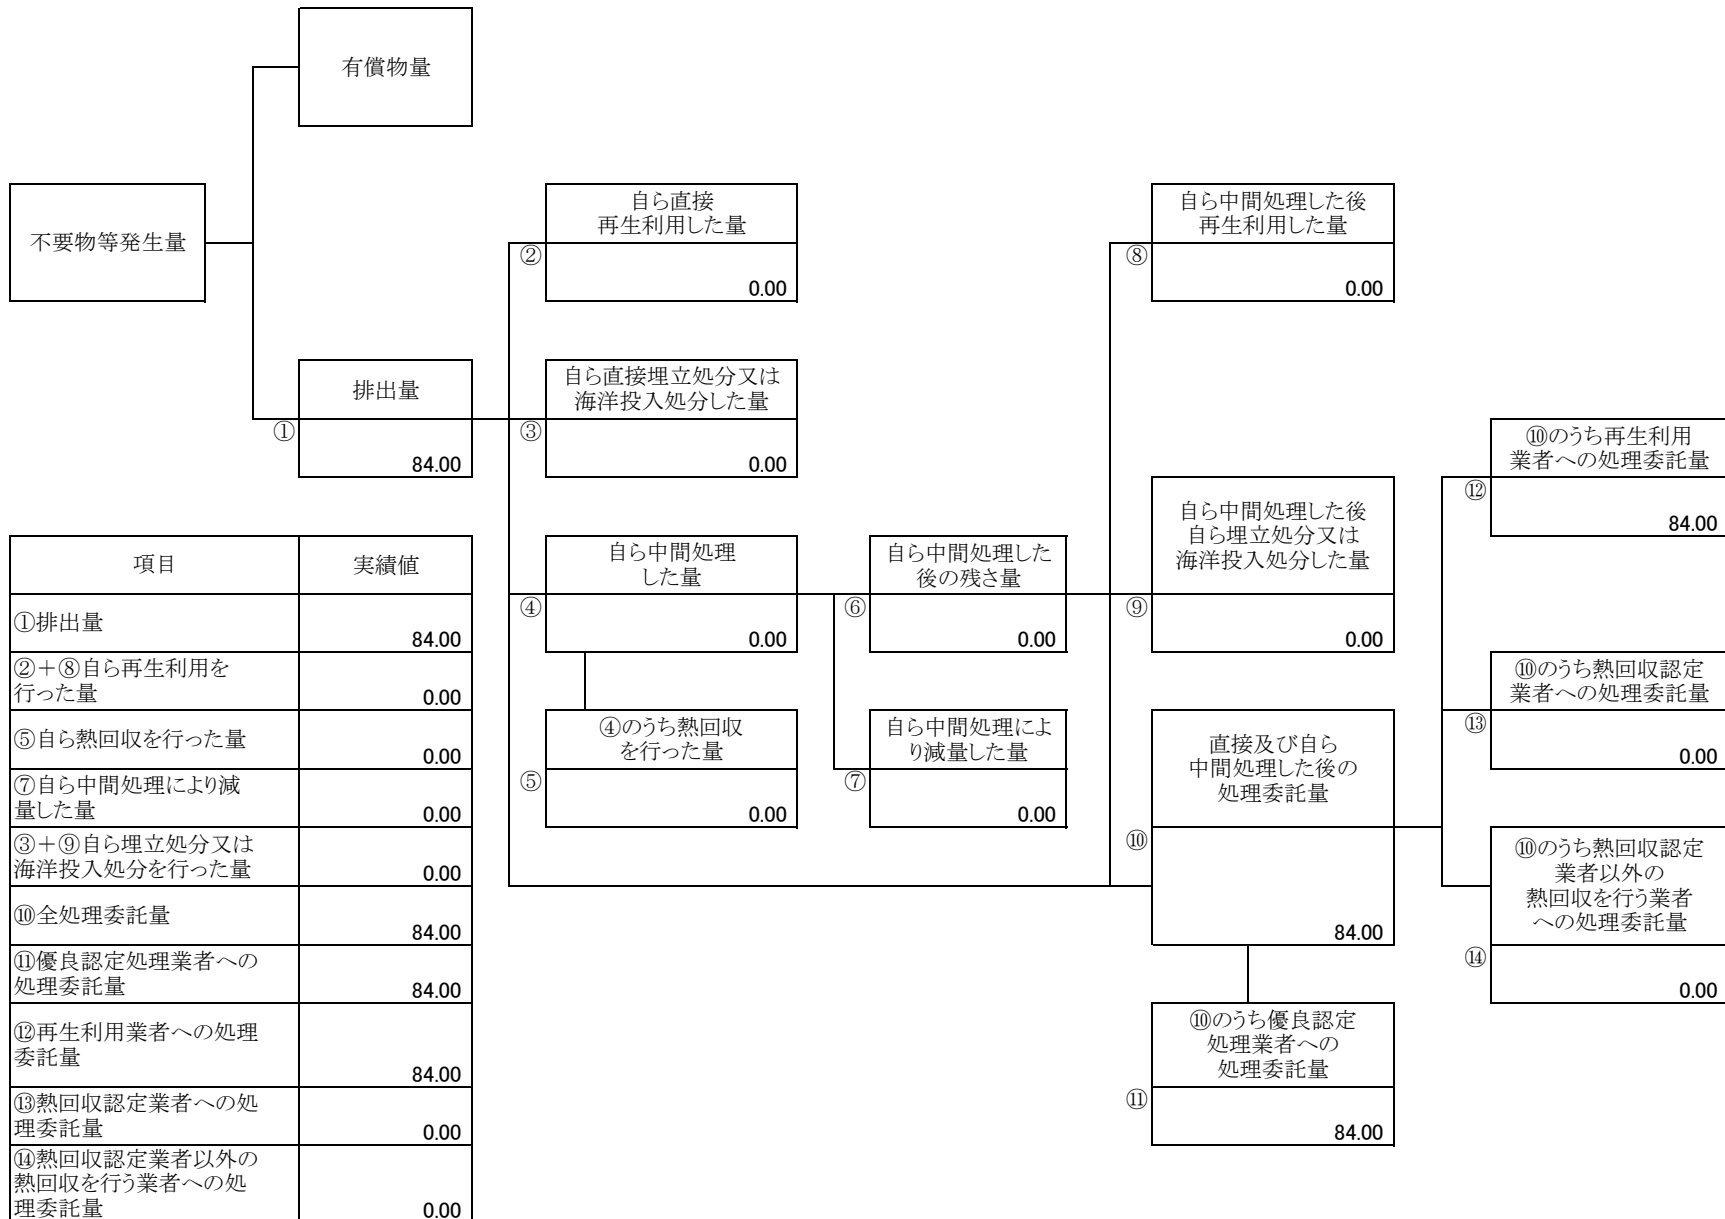 有償物量
不要物等発生量
自ら直接
再生利用した量
②
0.00
自ら中間処理した後
再生利用した量
⑧
0.00
排出量
①
84.00
自ら直接埋立処分又は
海洋投入処分した量
③
0.00
⑩のうち再生利用
業者への処理委託量
⑫
84.00
自ら中間処理
した量
④
0.00
自ら中間処理した
後の残さ量
⑥
0.00
自ら中間処理した後
自ら埋立処分又は
海洋投入処分した量
⑨
0.00
⑩のうち熱回収認定
業者への処理委託量
⑬
0.00
④のうち熱回収
を行った量
⑤
0.00
自ら中間処理によ
り減量した量
⑦
0.00
直接及び自ら
中間処理した後の
処理委託量
⑩
84.00
⑩のうち熱回収認定
業者以外の
熱回収を行う業者
への処理委託量
⑭
0.00
⑩のうち優良認定
処理業者への
処理委託量
⑪
84.00
項目 実績値
①排出量
84.00
②+⑧自ら再生利用を
行った量
0.00
⑤自ら熱回収を行った量
0.00
⑦自ら中間処理により減
量した量
0.00
③+⑨自ら埋立処分又は
海洋投入処分を行った量
0.00
⑩全処理委託量
84.00
⑪優良認定処理業者への
処理委託量
84.00
⑫再生利用業者への処理
委託量
84.00
⑬熱回収認定業者への処
理委託量
0.00
⑭熱回収認定業者以外の
熱回収を行う業者への処
理委託量
0.00